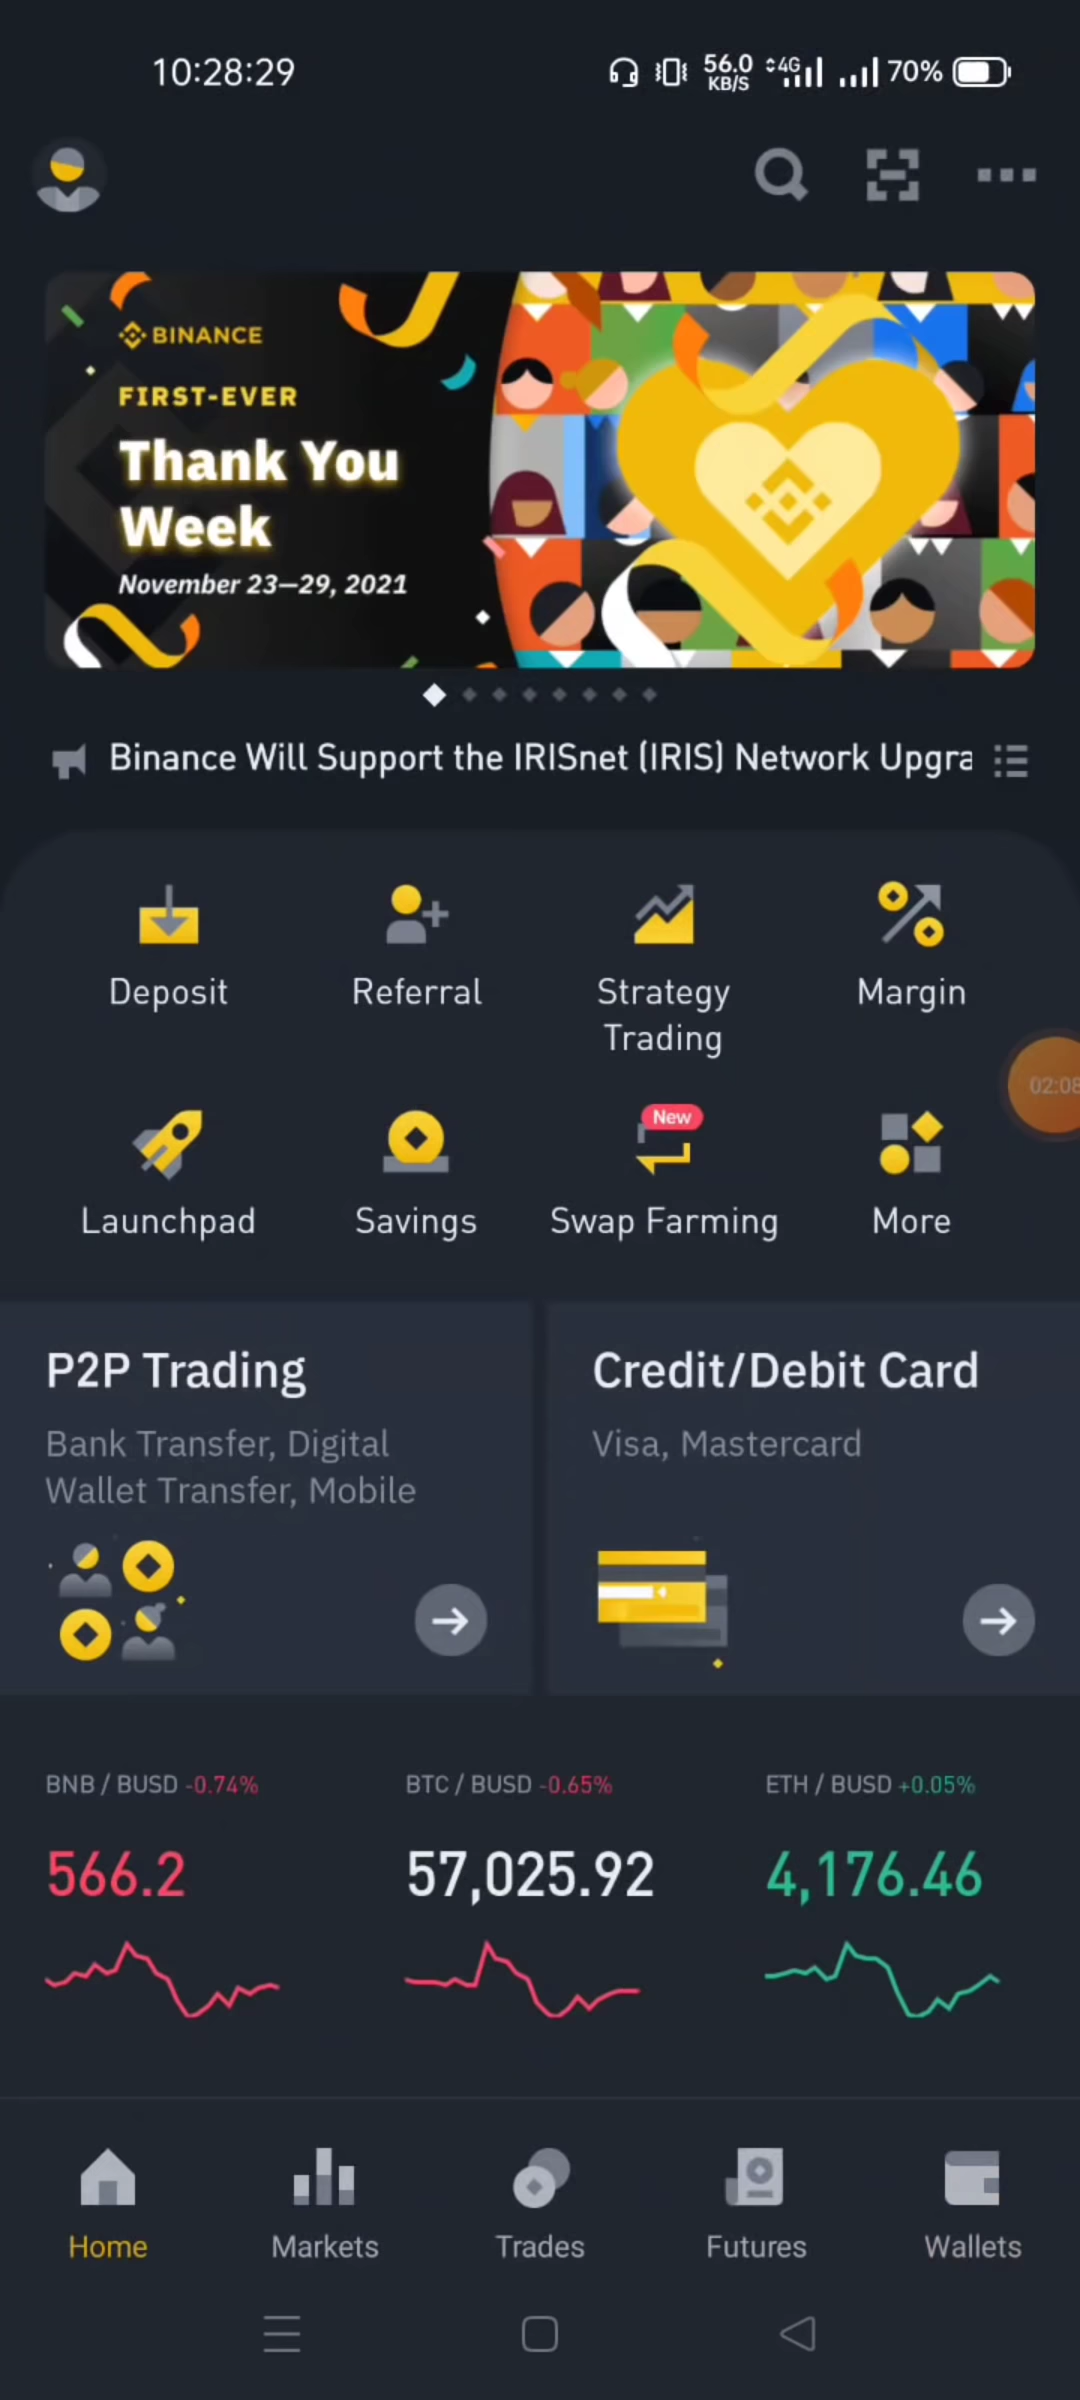 10:28:29
56.0 KB/S 4G 70%
BINANCE
FIRST-EVER
Thank You
Week
November 23—29, 2021
Binance Will Support the IRISnet (IRIS) Network Upgra
Deposit Referral Strategy Trading Margin
02:08
New
Launchpad Savings Swap Farming More
P2P Trading
Bank Transfer, Digital
Wallet Transfer, Mobile
Credit/Debit Card
Visa, Mastercard
BNB / BUSD -0.74% BTC / BUSD -0.65% ETH / BUSD +0.05%
566.2 57,025.92 4,176.46
Home Markets Trades Futures Wallets